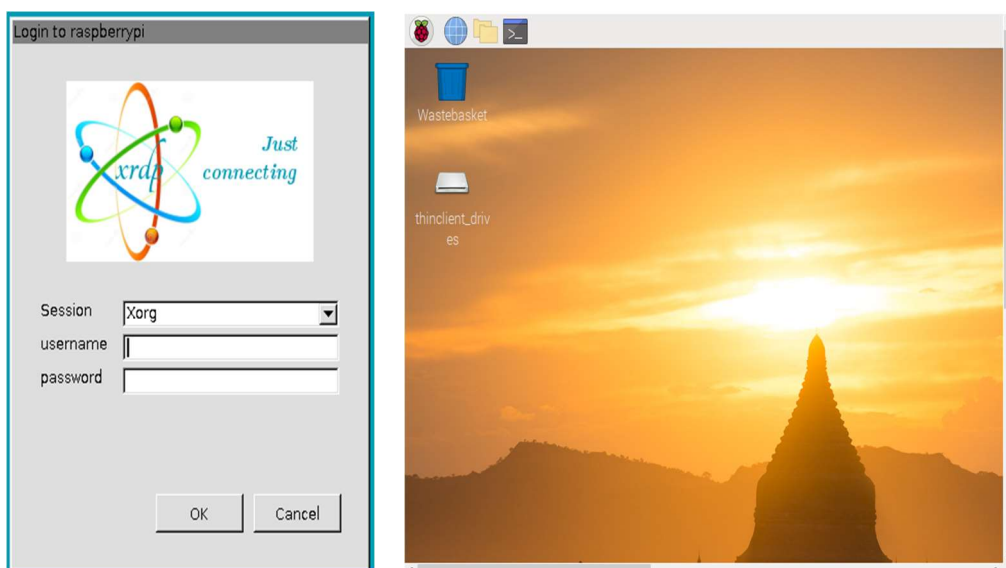 Login to raspberrypi
xrdp
Just
connecting
Session
Xorg
username
password
OK
Cancel
>_
Wastebasket
thinclient_driv
es